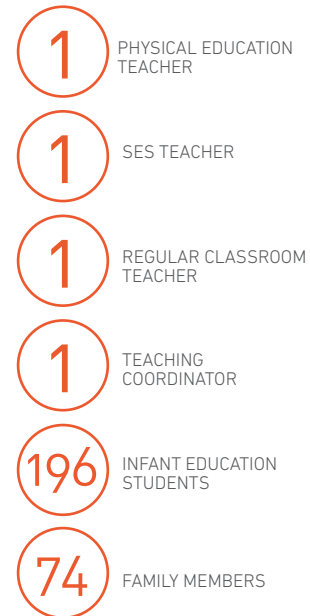 1
PHYSICAL EDUCATION
TEACHER
1
SES TEACHER
1
REGULAR CLASSROOM
TEACHER
1
TEACHING
COORDINATOR
196
INFANT EDUCATION
STUDENTS
74
FAMILY MEMBERS